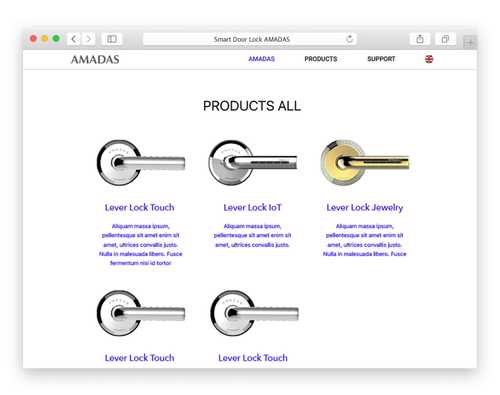 Smart Door Lock AMADAS
AMADAS
AMADAS PRODUCTS SUPPORT
PRODUCTS ALL
Lever Lock Touch
Aliquam massa ipsum,
pellentesque sit amet enim sit
amet, ultrices convallis justo.
Nulla in malesuada libero. Fusce
fermentum nisi id tortor
Lever Lock IoT
Aliquam massa ipsum,
pellentesque sit amet enim sit
amet, ultrices convallis justo.
Lever Lock Jewelry
Aliquam massa ipsum,
pellentesque sit amet enim sit
amet, ultrices convallis justo.
Nulla in malesuada libero. Fusce
Lever Lock Touch
Lever Lock Touch